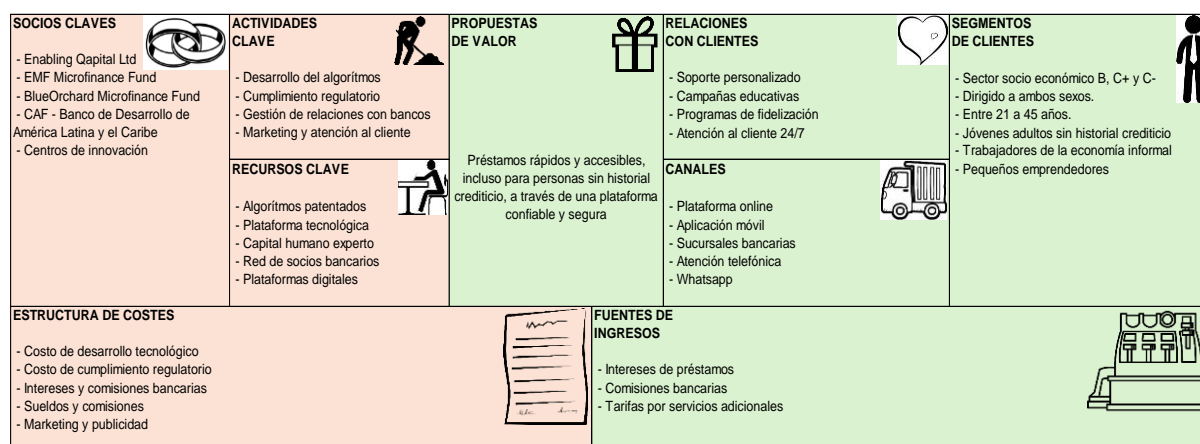 SOCIOS CLAVES
- Enabling Qapital Ltd
- EMF Microfinance Fund
- BlueOrchard Microfinance Fund
- CAF - Banco de Desarrollo de
América Latina y el Caribe
- Centros de innovación
ACTIVIDADES
CLAVE
- Desarrollo del algorítmos
- Cumplimiento regulatorio
- Gestión de relaciones con bancos
- Marketing y atención al cliente
RECURSOS CLAVE
- Algorítmos patentados
- Plataforma tecnológica
- Capital humano experto
- Red de socios bancarios
- Plataformas digitales
PROPUESTAS
DE VALOR
Préstamos rápidos y accesibles,
incluso para personas sin historial
crediticio, a través de una plataforma
confiable y segura
RELACIONES
CON CLIENTES
- Soporte personalizado
- Campañas educativas
- Programas de fidelización
- Atención al cliente 24/7
CANALES
- Plataforma online
- Aplicación móvil
- Sucursales bancarias
- Atención telefónica
- Whatsapp
SEGMENTOS
DE CLIENTES
- Sector socio económico B, C+ y C-
- Dirigido a ambos sexos.
- Entre 21 a 45 años.
- Jóvenes adultos sin historial crediticio
- Trabajadores de la economía informal
- Pequeños emprendedores
ESTRUCTURA DE COSTES
- Costo de desarrollo tecnológico
- Costo de cumplimiento regulatorio
- Intereses y comisiones bancarias
- Sueldos y comisiones
- Marketing y publicidad
FUENTES DE
INGRESOS
- Intereses de préstamos
- Comisiones bancarias
- Tarifas por servicios adicionales